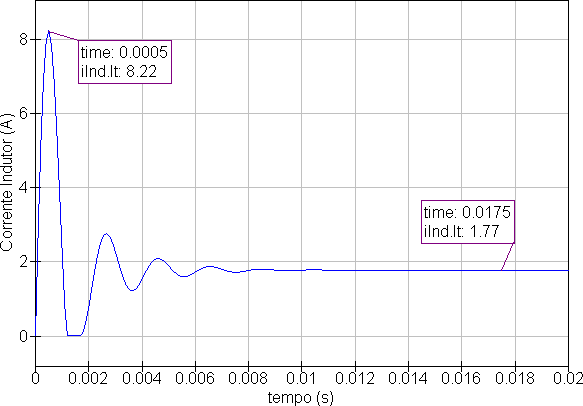 8
time: 0.0005
iInd.It: 8.22
6
Corrente Indutor (A)
4
time: 0.0175
iInd.It: 1.77
2
0
0 0.002 0.004 0.006 0.008 0.01 0.012 0.014 0.016 0.018 0.02
tempo (s)